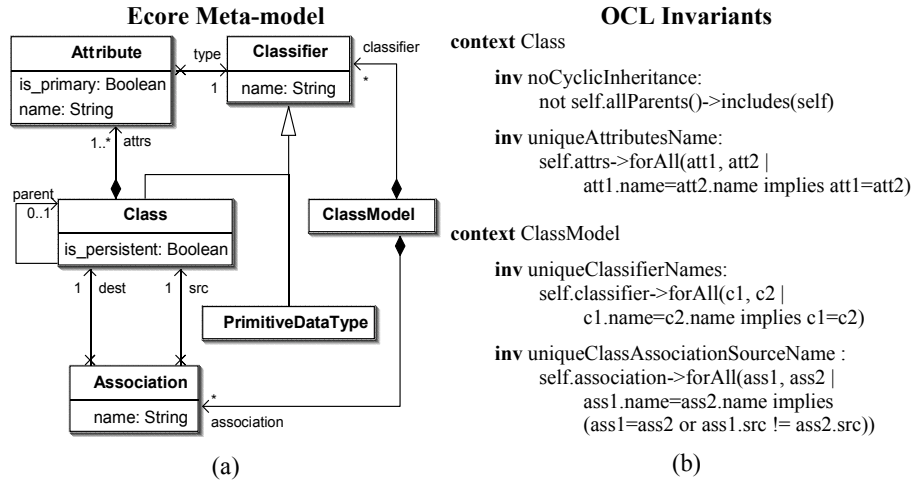 Ecore Meta-model
Attribute
is_primary: Boolean
name: String
type
1
Classifier
name: String
classifier
*
1..*
attrs
parent
0..1
Class
is_persistent: Boolean
ClassModel
1
dest
1
src
PrimitiveDataType
Association
name: String
*
association
(a)
OCL Invariants
context Class
inv noCyclicInheritance:
not self.allParents()->includes(self)
inv uniqueAttributesName:
self.attrs->forAll(att1, att2 |
att1.name=att2.name implies att1=att2)
context ClassModel
inv uniqueClassifierNames:
self.classifier->forAll(c1, c2 |
c1.name=c2.name implies c1=c2)
inv uniqueClassAssociationSourceName :
self.association->forAll(ass1, ass2 |
ass1.name=ass2.name implies
(ass1=ass2 or ass1.src != ass2.src))
(b)